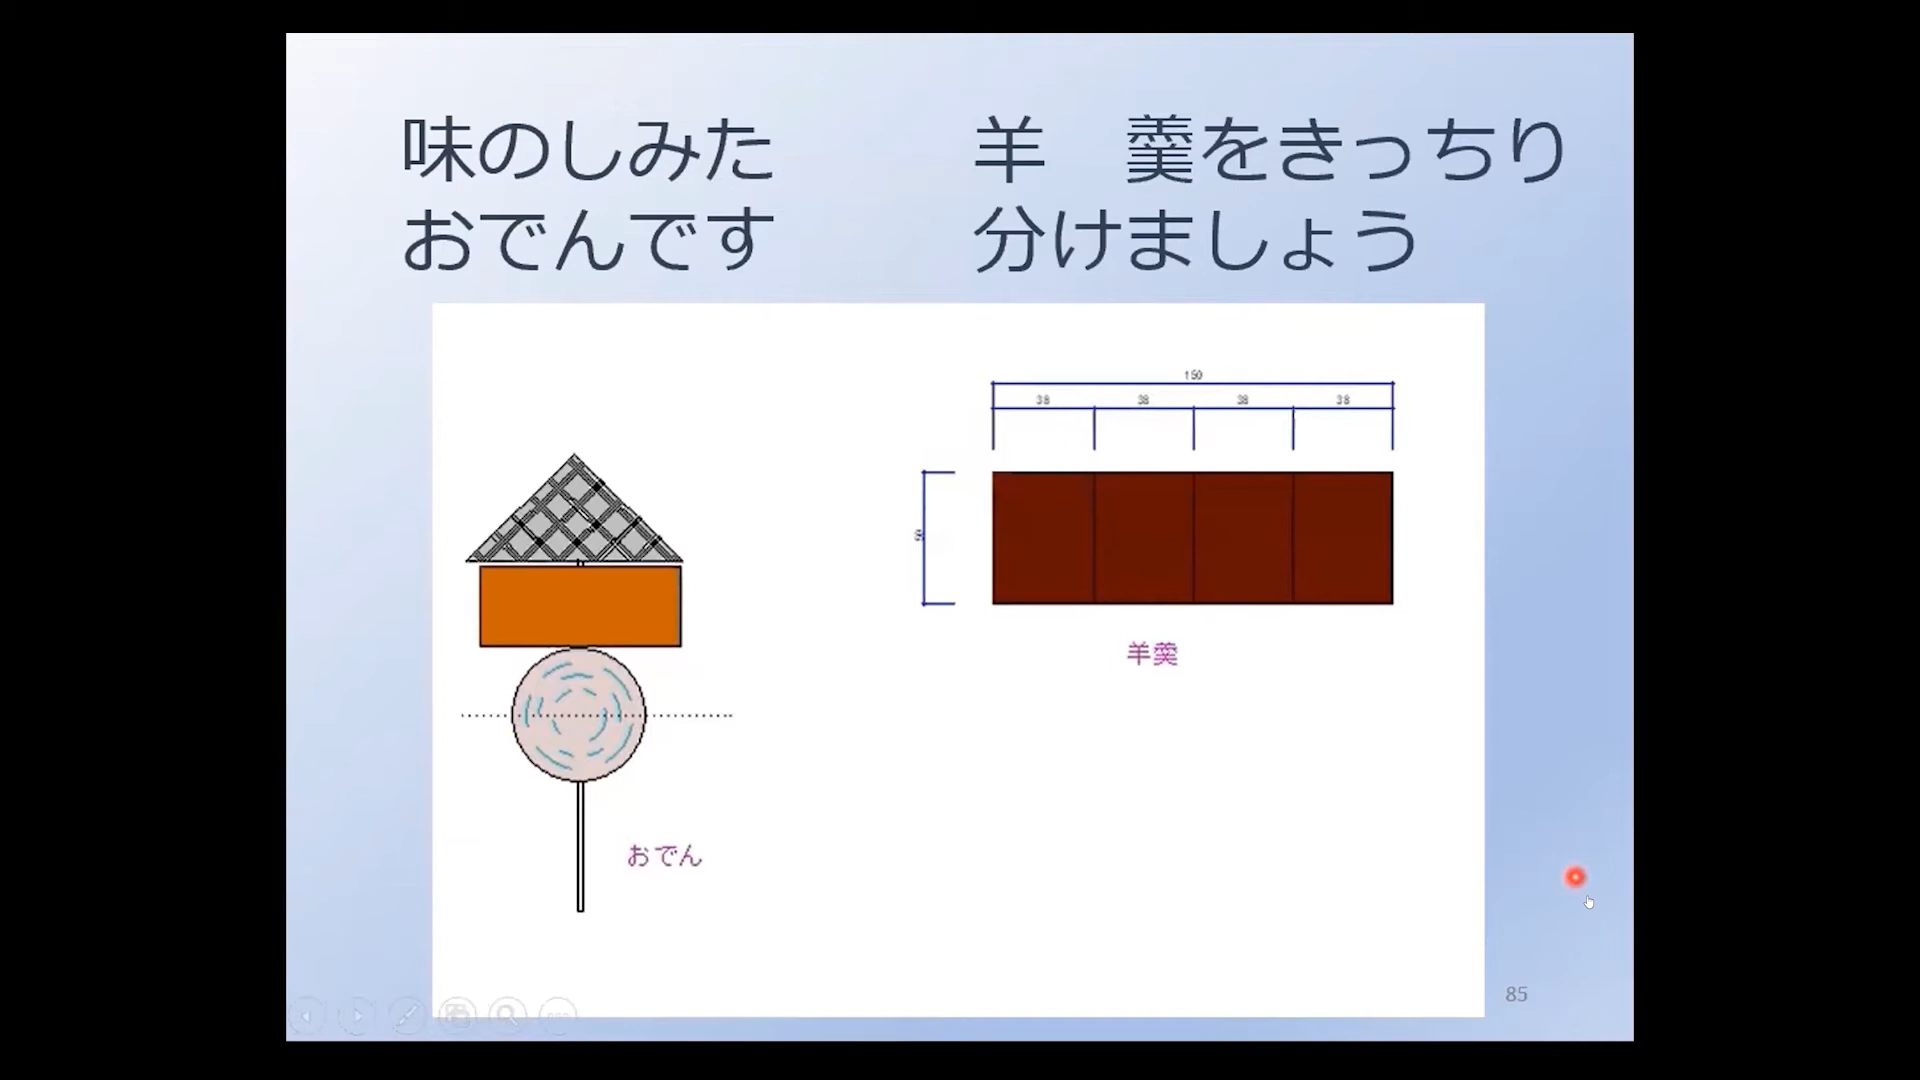 味のしみた
おでんです
羊　羹をきっちり
分けましょう
150
38 38 38 38
羊羹
おでん
85